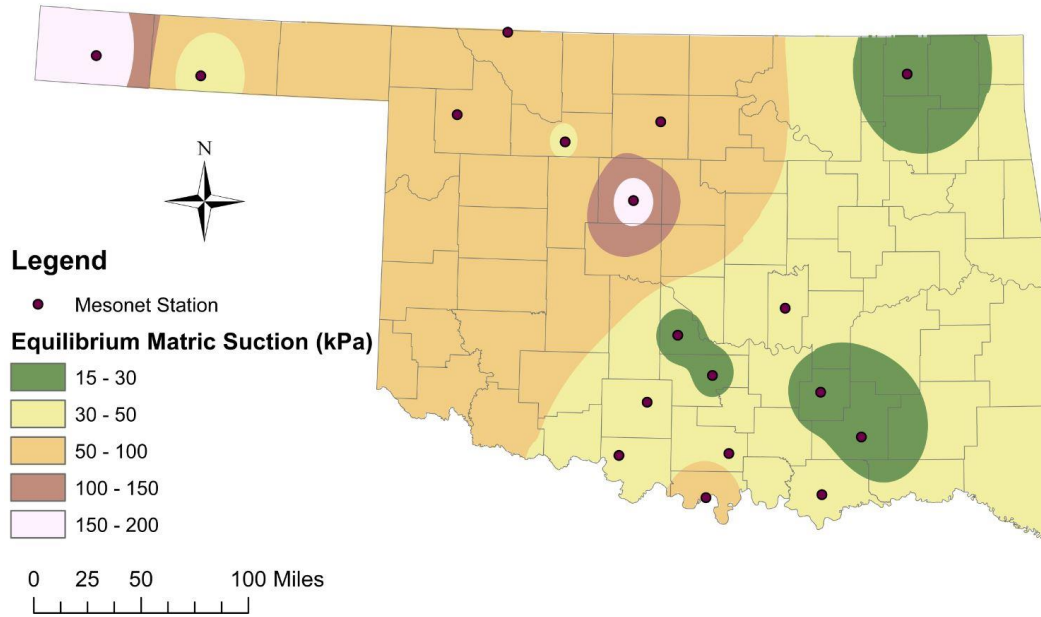 N
Legend
Mesonet Station
Equilibrium Matric Suction (kPa)
15 - 30
30 - 50
50 - 100
100 - 150
150 - 200
0 25 50 100 Miles